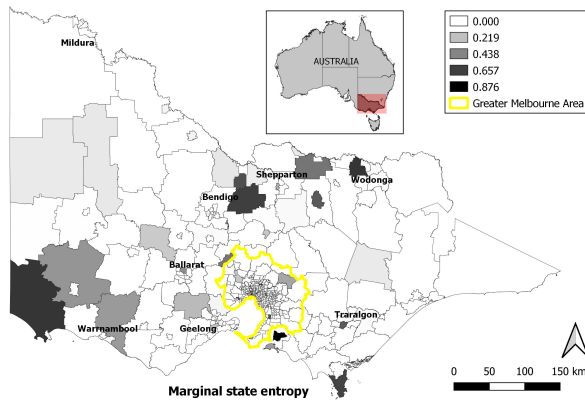 Mildura
AUSTRALIA
0.000
0.219
0.438
0.657
0.876
Greater Melbourne Area
Shepparton
Wodonga
Bendigo
Ballarat
Traralgon
Warrnambool
Geelong
0 50 100 150 km
Marginal state entropy